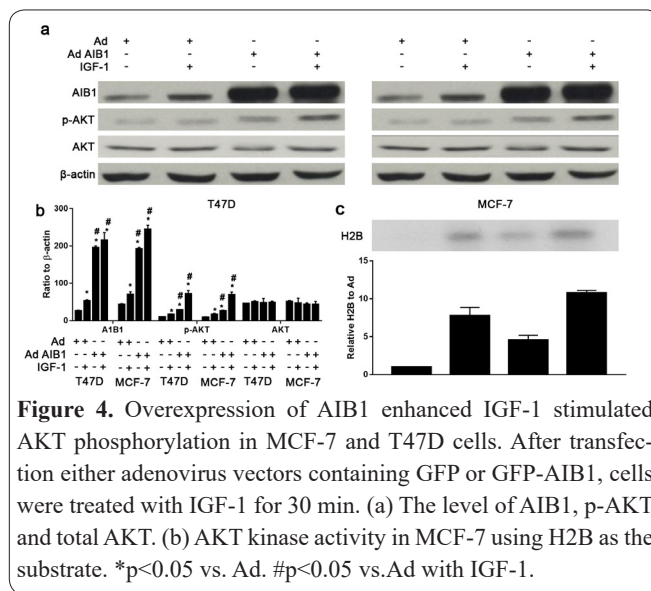 a
Ad + + - - + + - -
Ad AIB1 - - + + - - + +
IGF-1 - + - + - + - +
AIB1
p-AKT
AKT
β-actin
T47D MCF-7
b
Ratio to β-actin
300
200
100
0
* * # * # * * # * #
* * # * # * * # * #
A1B1 p-AKT AKT
Ad ++-- ++-- ++-- ++-- ++-- ++--
Ad AIB1 --++ --++ --++ --++ --++ --++
IGF-1 -+-+ -+-+ -+-+ -+-+ -+-+ -+-+
T47D MCF-7 T47D MCF-7 T47D MCF-7
c
H2B
Relative H2B to Ad
15
10
5
0
Figure 4. Overexpression of AIB1 enhanced IGF-1 stimulated
AKT phosphorylation in MCF-7 and T47D cells. After transfec-
tion either adenovirus vectors containing GFP or GFP-AIB1, cells
were treated with IGF-1 for 30 min. (a) The level of AIB1, p-AKT
and total AKT. (b) AKT kinase activity in MCF-7 using H2B as the
substrate. *p<0.05 vs. Ad. #p<0.05 vs.Ad with IGF-1.